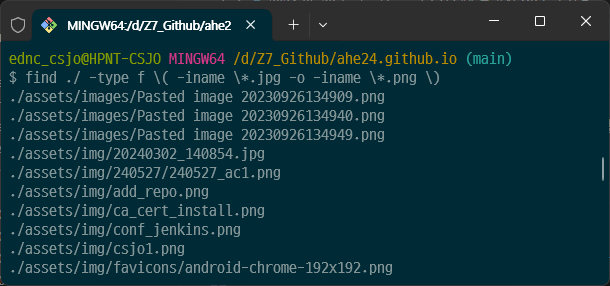 MINGW64:/d/Z7_Github/ahe2
ednc_csjo@HPNT-CSJO MINGW64 /d/Z7_Github/ahe24.github.io (main)
$ find ./ -type f \( -iname \*.jpg -o -iname \*.png \)
./assets/images/Pasted image 20230926134909.png
./assets/images/Pasted image 20230926134940.png
./assets/images/Pasted image 20230926134949.png
./assets/img/20240302_140854.jpg
./assets/img/240527/240527_ac1.png
./assets/img/add_repo.png
./assets/img/ca_cert_install.png
./assets/img/conf_jenkins.png
./assets/img/csjo1.png
./assets/img/favicons/android-chrome-192x192.png